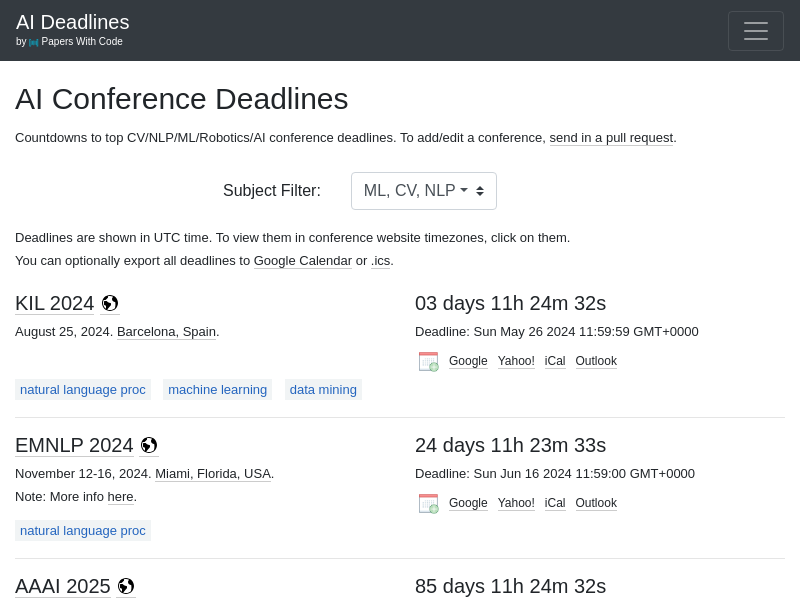 AI Deadlines
by Papers With Code
AI Conference Deadlines
Countdowns to top CV/NLP/ML/Robotics/AI conference deadlines. To add/edit a conference, send in a pull request.
Subject Filter: ML, CV, NLP
Deadlines are shown in UTC time. To view them in conference website timezones, click on them.
You can optionally export all deadlines to Google Calendar or .ics.
KIL 2024 03 days 11h 24m 32s
August 25, 2024. Barcelona, Spain. Deadline: Sun May 26 2024 11:59:59 GMT+0000
Google Yahoo! iCal Outlook
natural language proc machine learning data mining
EMNLP 2024 24 days 11h 23m 33s
November 12-16, 2024. Miami, Florida, USA. Deadline: Sun Jun 16 2024 11:59:00 GMT+0000
Note: More info here. Google Yahoo! iCal Outlook
natural language proc
AAAI 2025 85 days 11h 24m 32s